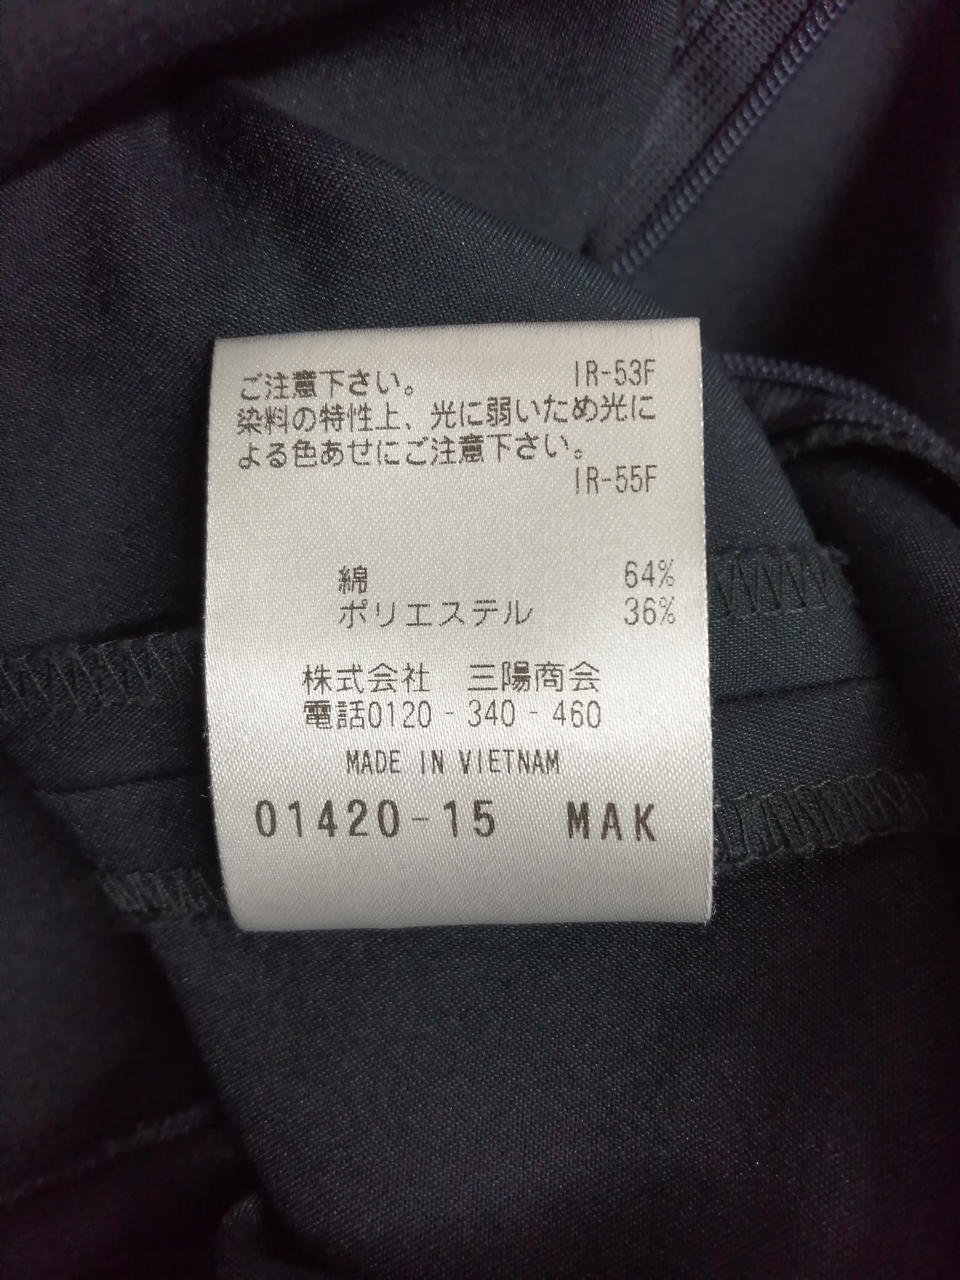 ご注意下さい。 IR-53F
染料の特性上、光に弱いため光に
よる色あせにご注意下さい。
IR-55F
綿 64%
ポリエステル 36%
株式会社 三陽商会
電話0120-340-460
MADE IN VIETNAM
01420-15 MAK